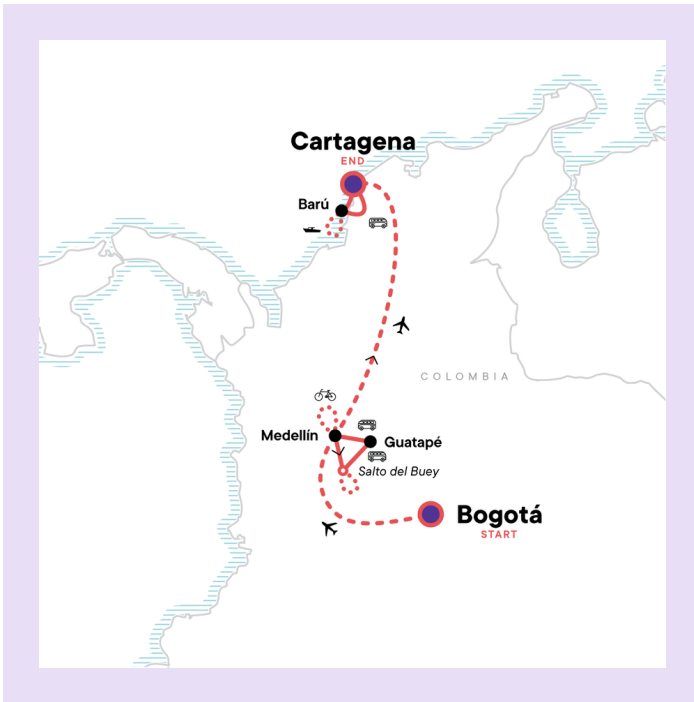 Cartagena
END
Barú
COLOMBIA
Medellín
Guatapé
Salto del Buey
Bogotá
START